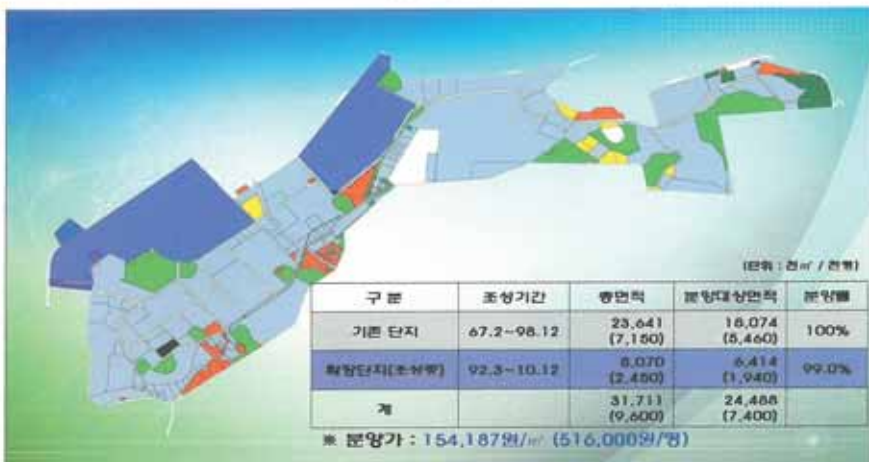 (단위 : 천㎡ / 천평)
구 분 조성기간 총면적 분양대상면적 분양률
기존 단지 67.2~98.12 23,641 (7,150) 18,074 (5,460) 100%
확장단지(조성중) 92.3~10.12 8,070 (2,450) 6,414 (1,940) 99.0%
계 31,711 (9,600) 24,488 (7,400)
※ 분양가 : 154,187원/㎡ (516,000원/평)